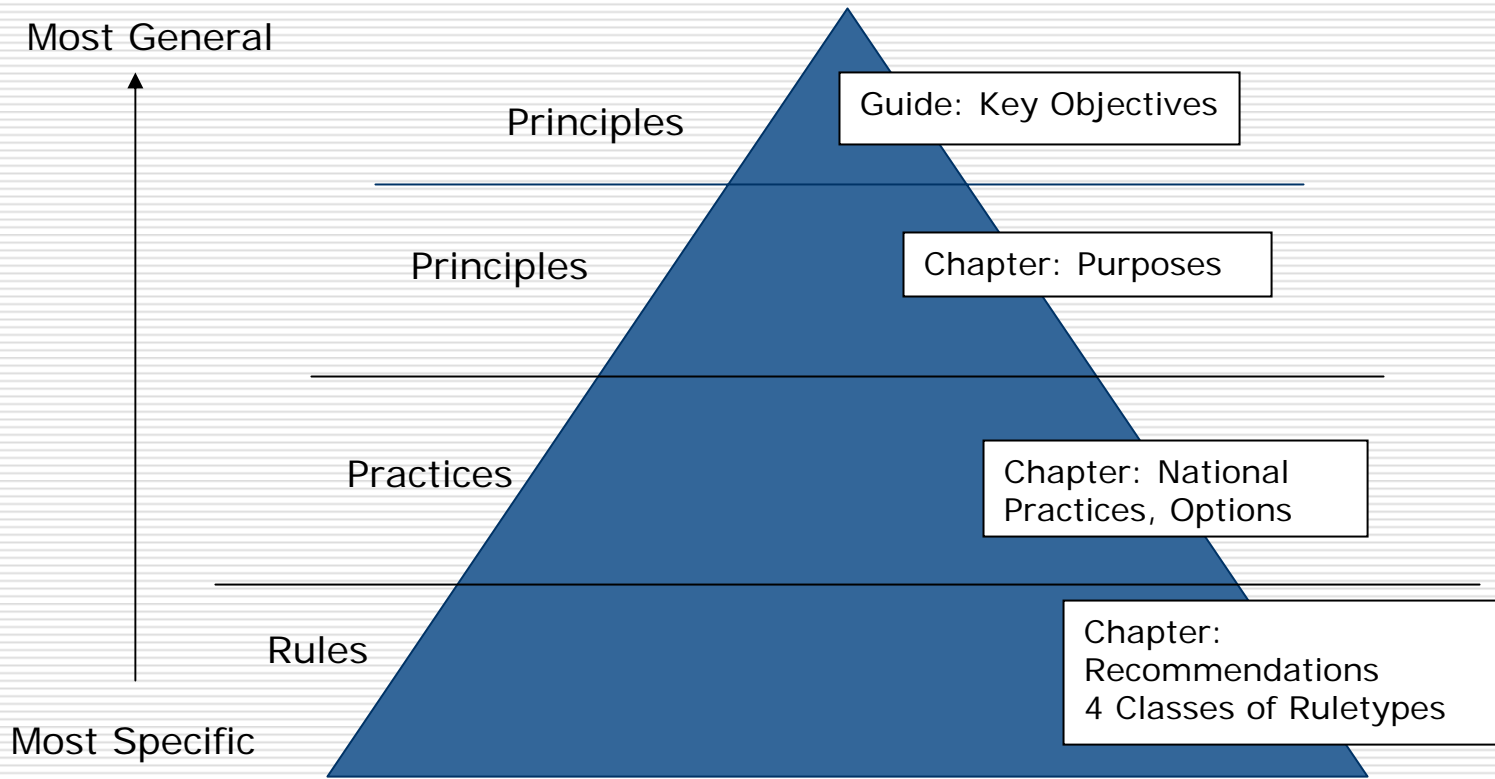 Most General
Principles
Guide: Key Objectives
Principles
Chapter: Purposes
Practices
Chapter: National
Practices, Options
Rules
Chapter:
Recommendations
4 Classes of Ruletypes
Most Specific